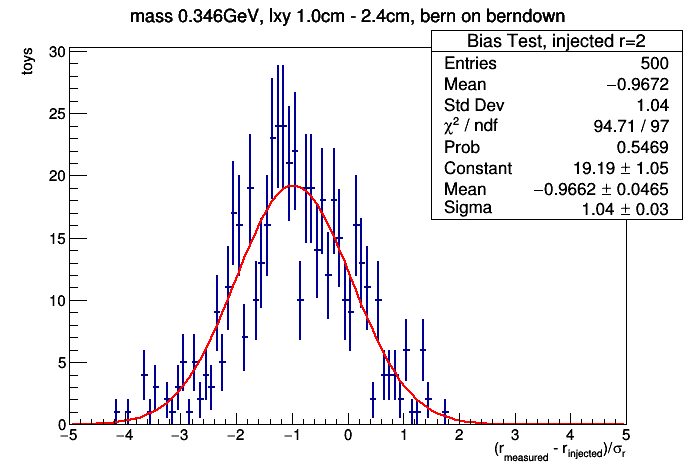 mass 0.346GeV, lxy 1.0cm - 2.4cm, bern on berndown
Bias Test, injected r=2
Entries 500
Mean −0.9672
Std Dev 1.04
χ² / ndf 94.71 / 97
Prob 0.5469
Constant 19.19 ± 1.05
Mean −0.9662 ± 0.0465
Sigma 1.04 ± 0.03
toys
30
25
20
15
10
5
0
−5 −4 −3 −2 −1 0 1 2 3 4 5
(r_measured - r_injected)/σ_r